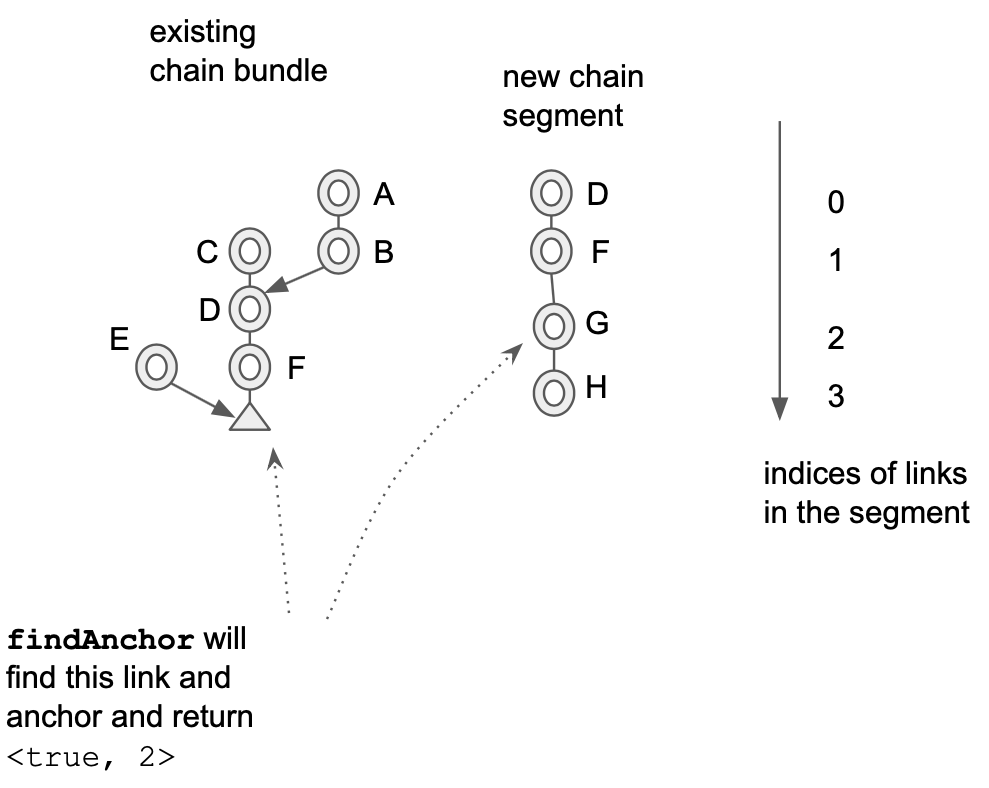 existing
chain bundle
new chain
segment
A
B
C
D
E
F
D
F
G
H
0
1
2
3
indices of links
in the segment
findAnchor will
find this link and
anchor and return
<true, 2>